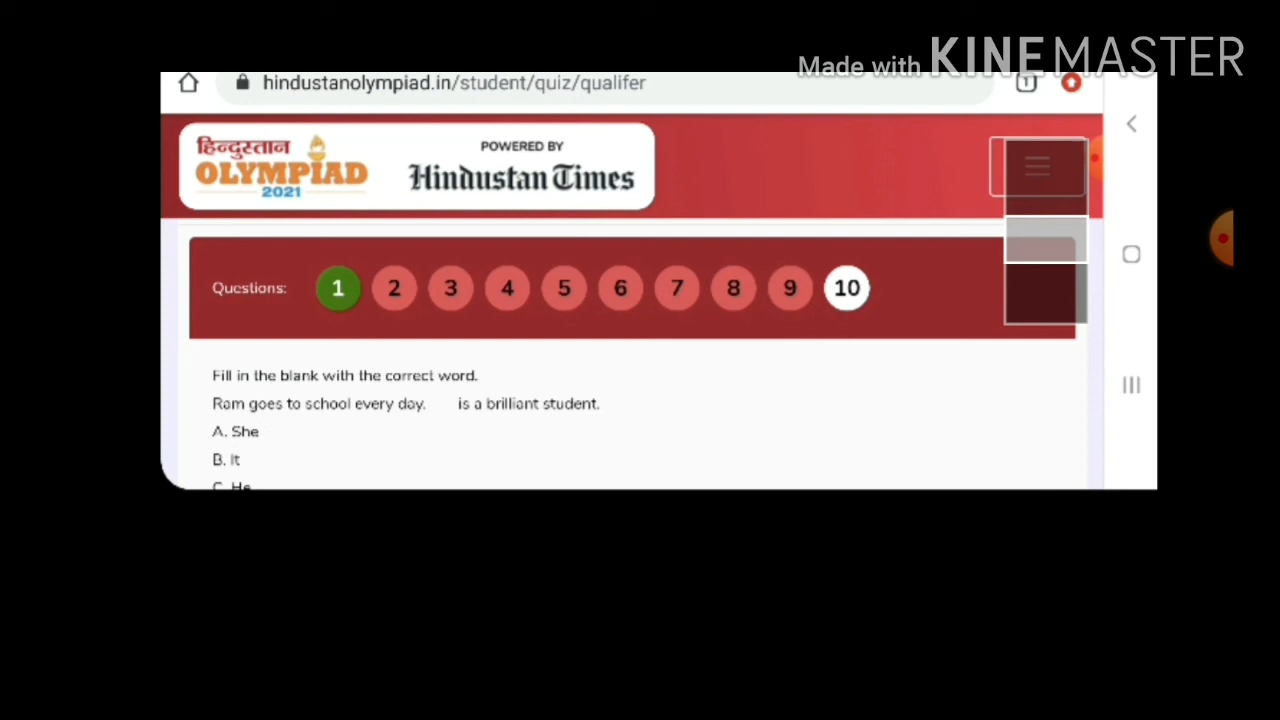 Made with KINEMASTER
hindustanolympiad.in/student/quiz/qualifer
1
हिन्दुस्तान
OLYMPIAD
2021
POWERED BY
Hindustan Times
Questions: 1 2 3 4 5 6 7 8 9 10
Fill in the blank with the correct word.
Ram goes to school every day. is a brilliant student.
A. She
B. It
C. He